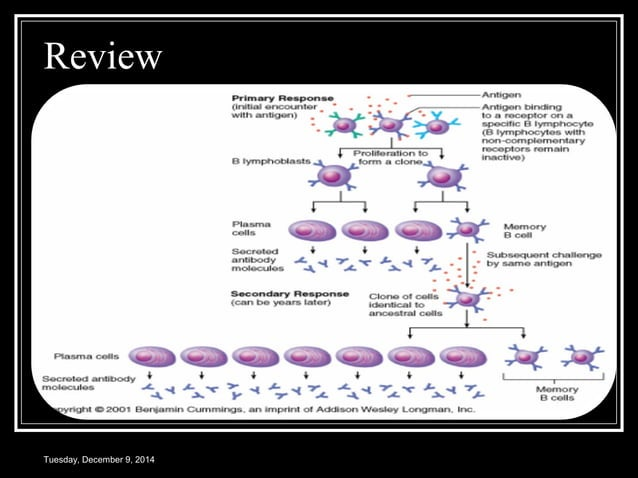 Review
Primary Response
(initial encounter
with antigen)
Antigen
Antigen binding
to a receptor on a
specific B lymphocyte
(B lymphocytes with
non-complementary
receptors remain
inactive)
Proliferation to
form a clone
B lymphoblasts
Plasma
cells
Memory
B cell
Secreted
antibody
molecules
Subsequent challenge
by same antigen
Secondary Response
(can be years later)
Clone of cells
identical to
ancestral cells
Plasma cells
Secreted antibody
molecules
Memory
B cells
opyright © 2001 Benjamin Cummings, an imprint of Addison Wesley Longman, Inc.
Tuesday, December 9, 2014